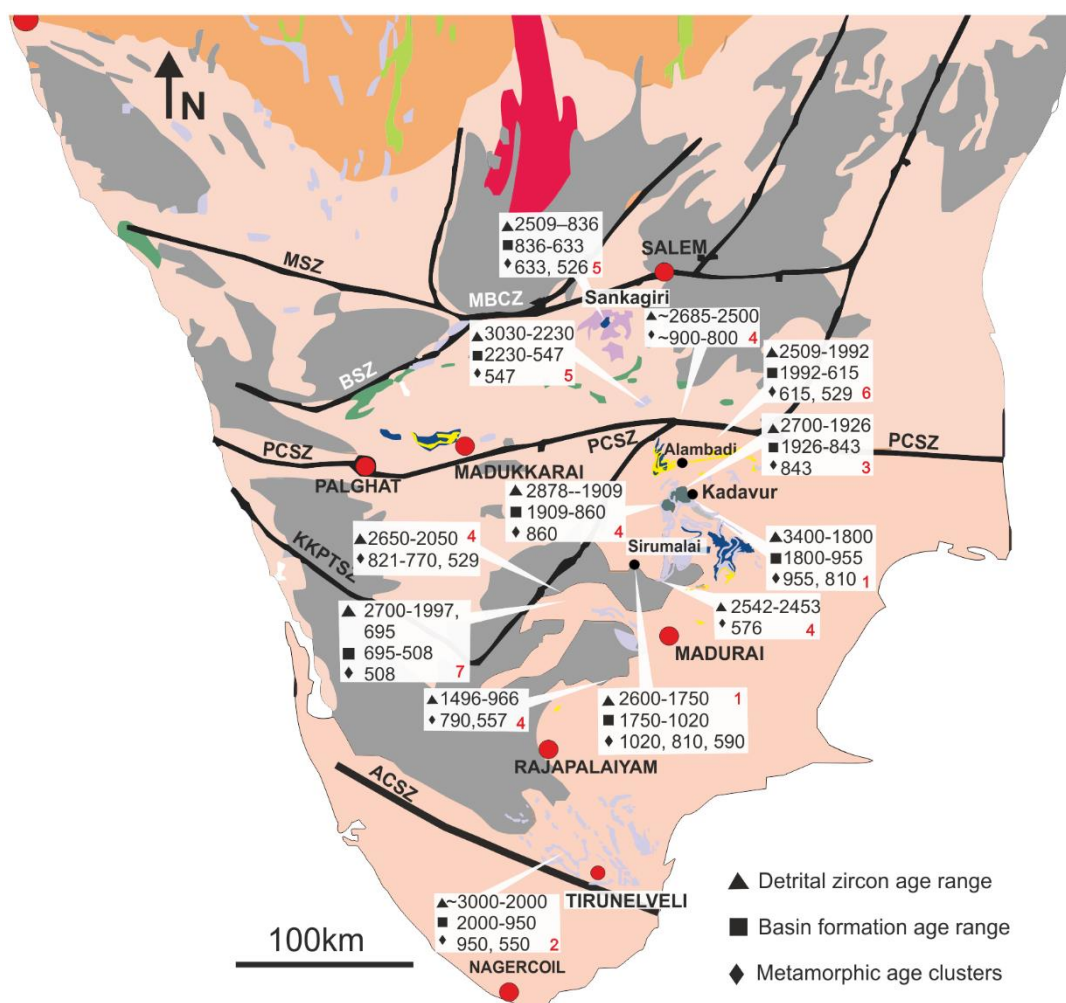 N
▲2509–836
■836-633
♦633, 526 5
SALEM
MSZ
MBCZ
Sankagiri
▲~2685-2500
♦~900-800 4
▲3030-2230
■2230-547
♦547 5
▲2509-1992
■1992-615
♦615, 529 6
BSZ
▲2700-1926
■1926-843
♦843 3
PCSZ
PCSZ
PCSZ
Alambadi
MADUKKARAI
PALGHAT
▲2878--1909
■1909-860
♦860 4
Kadavur
▲2650-2050 4
♦821-770, 529
Sirumalai
▲3400-1800
■1800-955
♦955, 810 1
KKPTSZ
▲2700-1997,
695
■695-508
♦508 7
▲2542-2453
♦576 4
MADURAI
▲1496-966
♦790,557 4
▲2600-1750 1
■1750-1020
♦1020, 810, 590
RAJAPALAIYAM
ACSZ
TIRUNELVELI
▲~3000-2000
■2000-950
♦950, 550 2
▲ Detrital zircon age range
■ Basin formation age range
♦ Metamorphic age clusters
100km
NAGERCOIL